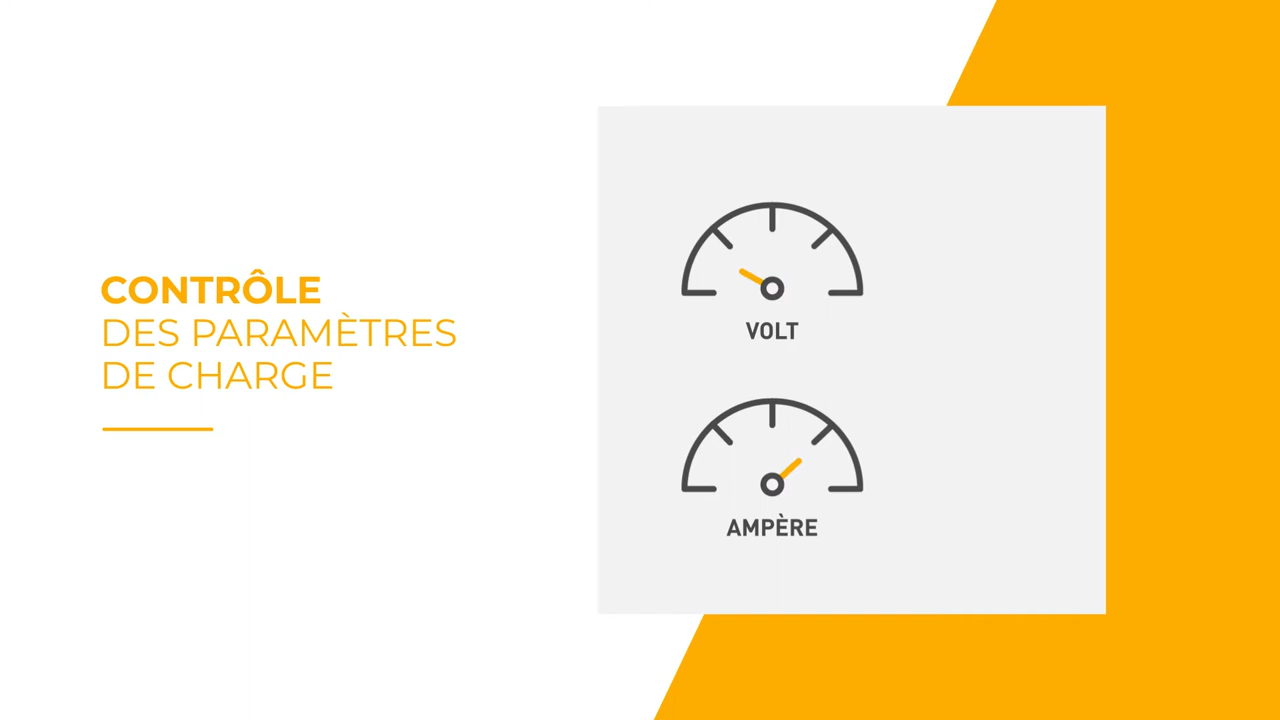 CONTRÔLE
DES PARAMÈTRES
DE CHARGE
VOLT
AMPÈRE